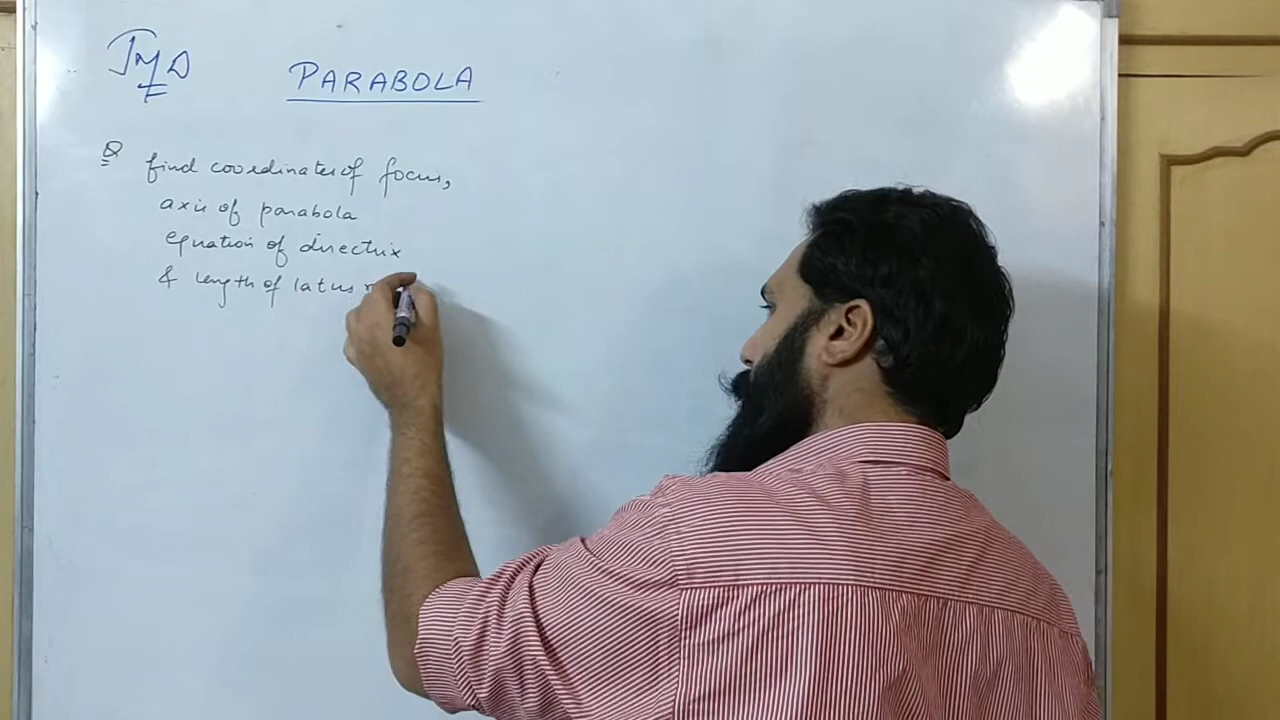 JMD
PARABOLA
Q find coordinates of focus,
axis of parabola
equation of directrix
& length of latus